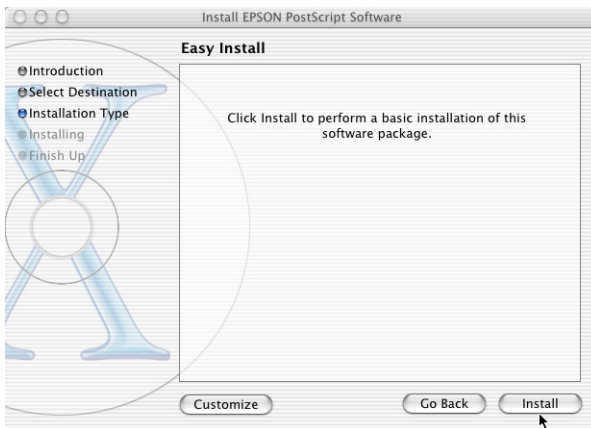 Install EPSON PostScript Software
Easy Install
Introduction
Select Destination
Installation Type
Installing
Finish Up
Click Install to perform a basic installation of this
software package.
Customize
Go Back
Install